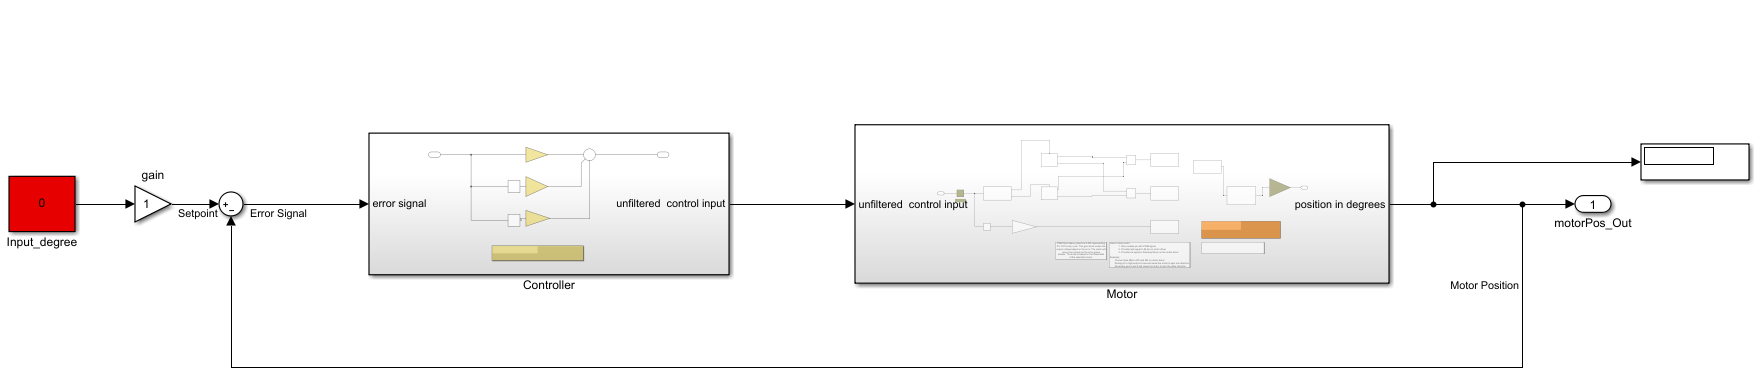 gain
0
1
Setpoint
+
−
Error Signal
Input_degree
error signal
unfiltered control input
Controller
unfiltered control input
position in degrees
Motor
1
motorPos_Out
Motor Position